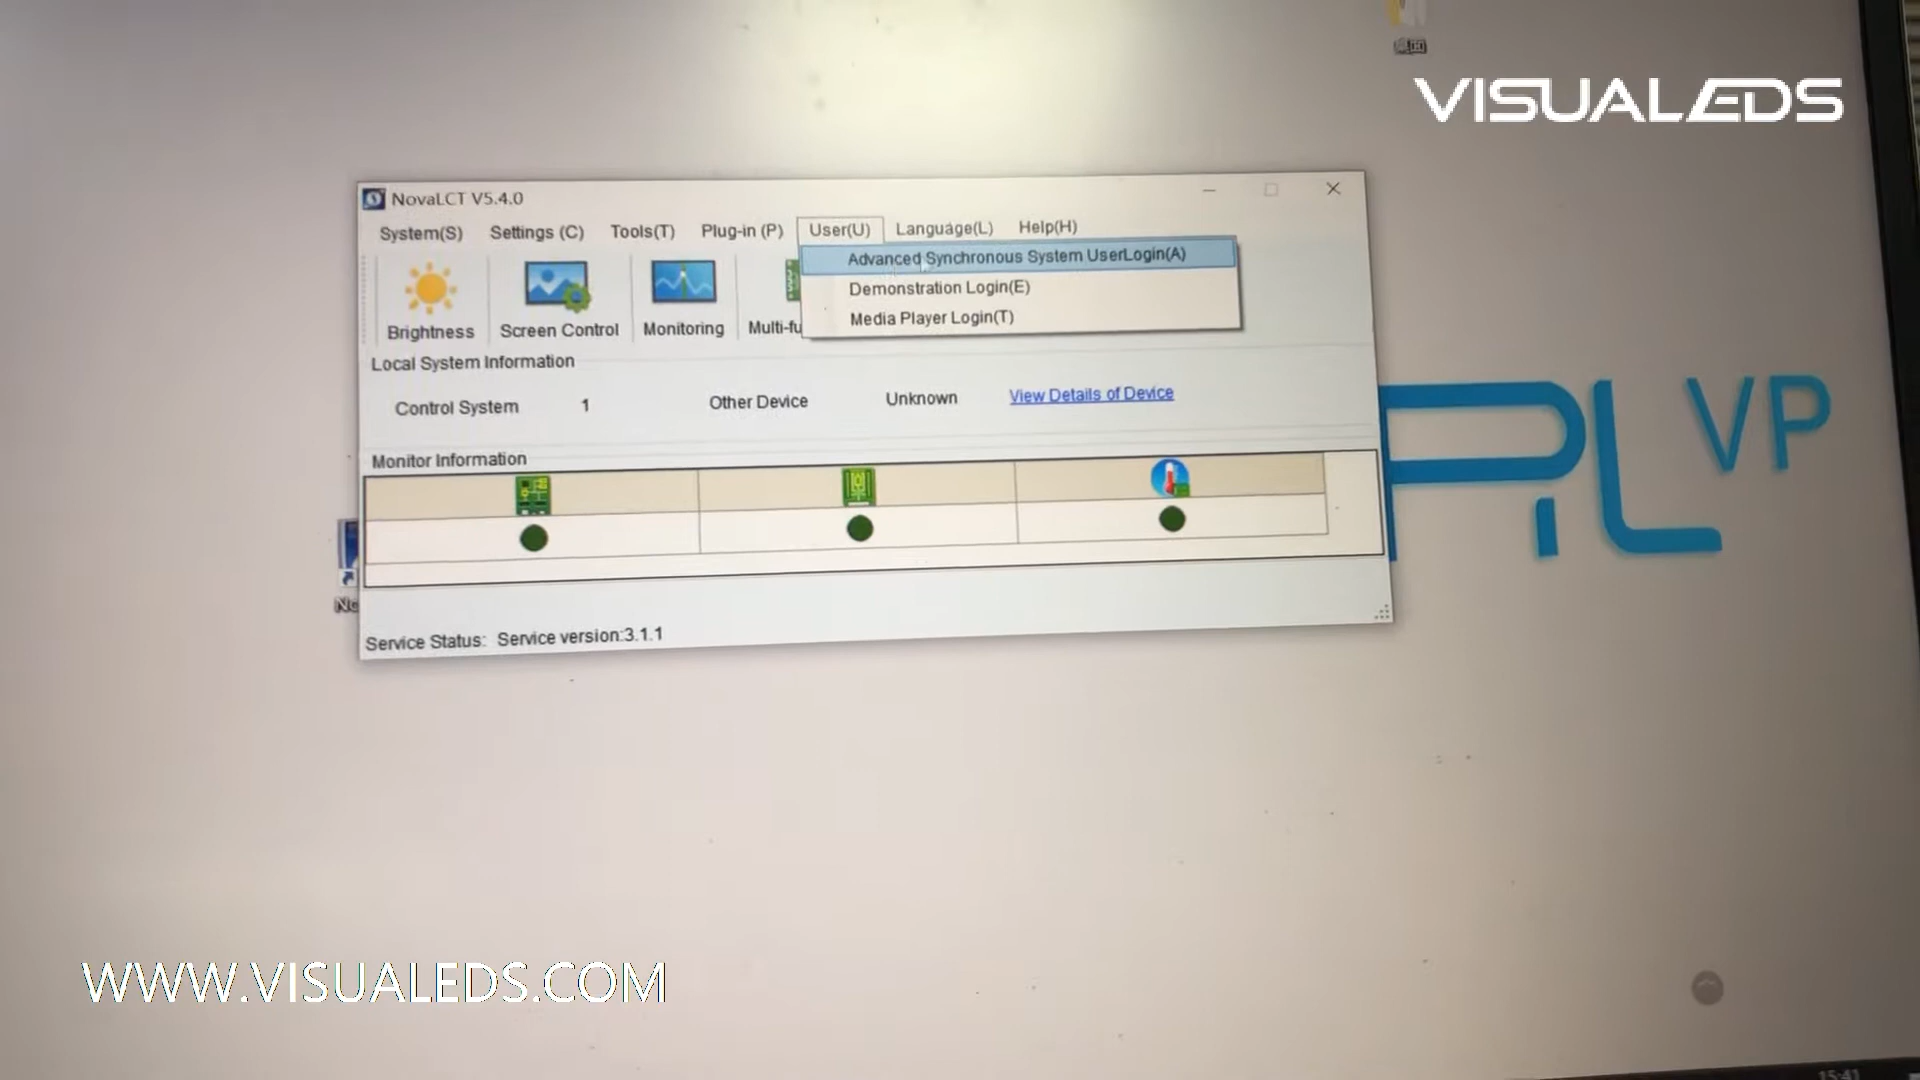 VISUALEDS
NovaLCT V5.4.0
System(S) Settings (C) Tools(T) Plug-in (P) User(U) Language(L) Help(H)
Advanced Synchronous System UserLogin(A)
Demonstration Login(E)
Media Player Login(T)
Brightness Screen Control Monitoring Multi-fu
Local System Information
Control System 1 Other Device Unknown View Details of Device
VP
Monitor Information
Service Status: Service version:3.1.1
WWW.VISUALEDS.COM
15:41